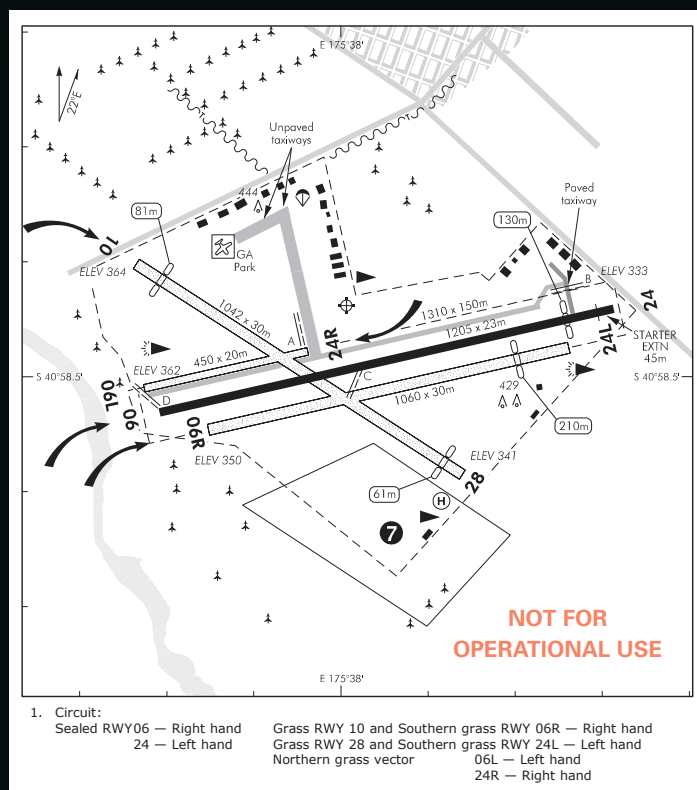 E 175°38'
22°E
Unpaved
taxiways
444
81m
Paved
taxiway
130m
10
GA
Park
ELEV 364
ELEV 333
B
24
1042 x 30m
1310 x 150m
1205 x 23m
24R
A
24L
STARTER
EXTN
45m
450 x 20m
ELEV 362
S 40°58.5
S 40°58.5'
C
06L
D
06
429
1060 x 30m
06R
210m
ELEV 350
ELEV 341
28
61m
H
7
NOT FOR
OPERATIONAL USE
E 175°38'
1. Circuit:
Sealed RWY06 — Right hand Grass RWY 10 and Southern grass RWY 06R — Right hand
24 — Left hand Grass RWY 28 and Southern grass RWY 24L — Left hand
Northern grass vector 06L — Left hand
24R — Right hand